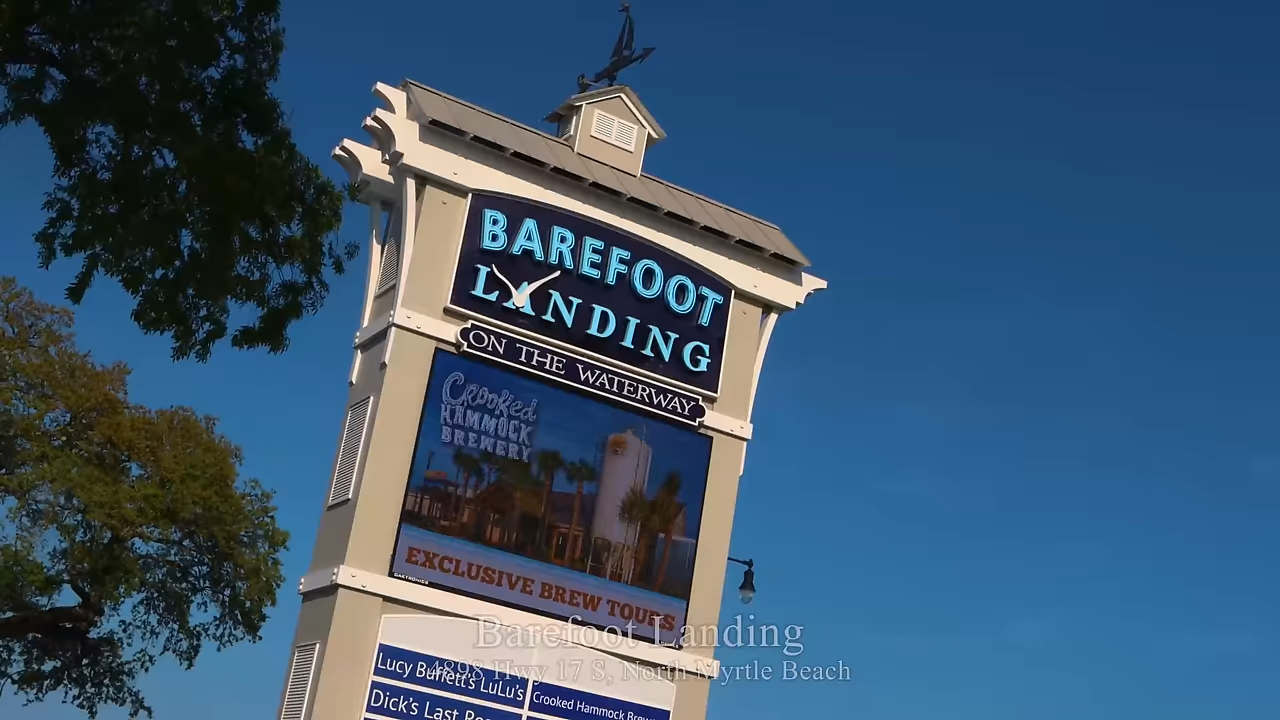 BAREFOOT
LANDING
ON THE WATERWAY
Crooked
HAMMOCK
BREWERY
EXCLUSIVE BREW TOURS
DAKTRONICS
Barefoot Landing
4898 Hwy 17 S, North Myrtle Beach
Lucy Buffett's LuLu's
Crooked Hammock
Dick's Last